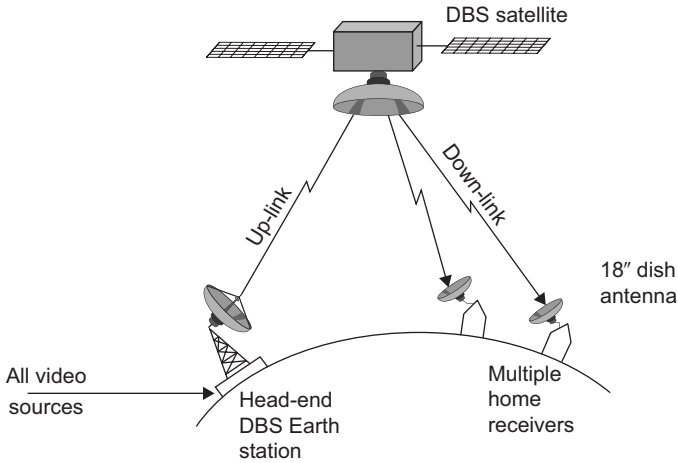 DBS satellite
Up-link
Down-link
18″ dish
antenna
All video
sources
Head-end
DBS Earth
station
Multiple
home
receivers